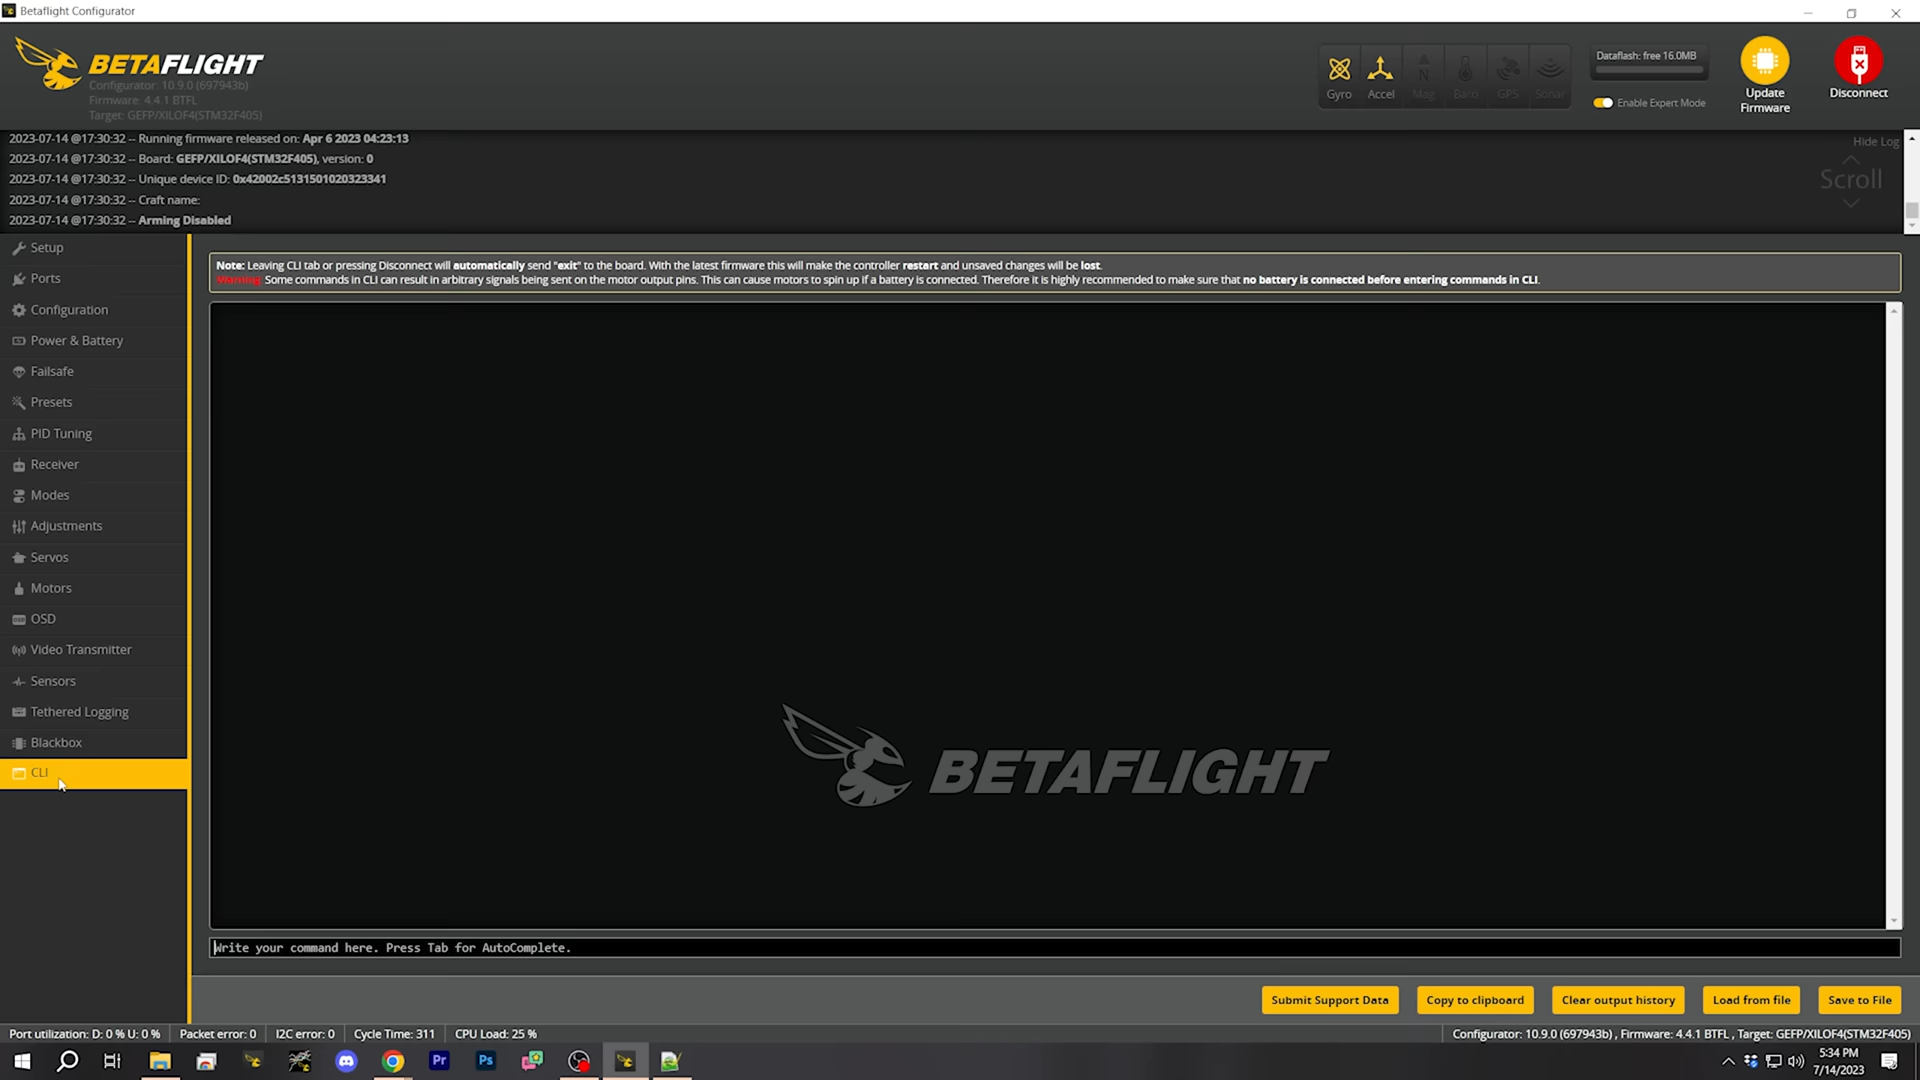 Betaflight Configurator
BETAFLIGHT
Configurator: 10.9.0 (697943b)
Firmware: 4.4.1 BTFL
Target: GEFP/XILOF4(STM32F405)
Gyro
Accel
Mag
Baro
GPS
Sonar
Dataflash: free 16.0MB
Enable Expert Mode
Update
Firmware
Disconnect
2023-07-14 @17:30:32 -- Running firmware released on: Apr 6 2023 04:23:13
2023-07-14 @17:30:32 -- Board: GEFP/XILOF4(STM32F405), version: 0
2023-07-14 @17:30:32 -- Unique device ID: 0x42002c5131501020323341
2023-07-14 @17:30:32 -- Craft name:
2023-07-14 @17:30:32 -- Arming Disabled
Hide Log
Scroll
Setup
Ports
Configuration
Power & Battery
Failsafe
Presets
PID Tuning
Receiver
Modes
Adjustments
Servos
Motors
OSD
Video Transmitter
Sensors
Tethered Logging
Blackbox
CLI
Note: Leaving CLI tab or pressing Disconnect will automatically send "exit" to the board. With the latest firmware this will make the controller restart and unsaved changes will be lost.
Warning: Some commands in CLI can result in arbitrary signals being sent on the motor output pins. This can cause motors to spin up if a battery is connected. Therefore it is highly recommended to make sure that no battery is connected before entering commands in CLI.
BETAFLIGHT
Write your command here. Press Tab for AutoComplete.
Submit Support Data
Copy to clipboard
Clear output history
Load from file
Save to File
Port utilization: D: 0 % U: 0 %
Packet error: 0
I2C error: 0
Cycle Time: 311
CPU Load: 25 %
Configurator: 10.9.0 (697943b) , Firmware: 4.4.1 BTFL , Target: GEFP/XILOF4(STM32F405)
Pr
Ps
5:34 PM
7/14/2023